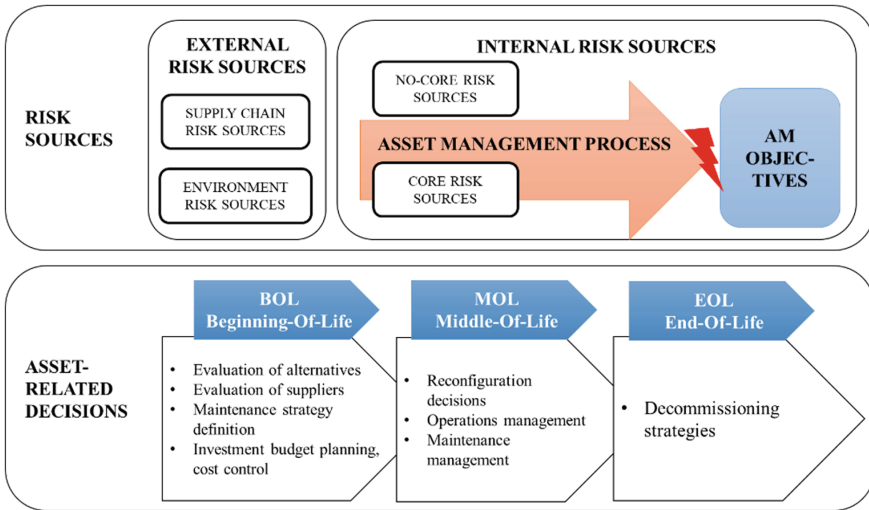 RISK
SOURCES
EXTERNAL
RISK SOURCES
SUPPLY CHAIN
RISK SOURCES
ENVIRONMENT
RISK SOURCES
INTERNAL RISK SOURCES
NO-CORE RISK
SOURCES
ASSET MANAGEMENT PROCESS
CORE RISK
SOURCES
AM
OBJEC-
TIVES
ASSET-
RELATED
DECISIONS
BOL
Beginning-Of-Life
• Evaluation of alternatives
• Evaluation of suppliers
• Maintenance strategy
definition
• Investment budget planning,
cost control
MOL
Middle-Of-Life
• Reconfiguration
decisions
• Operations management
• Maintenance
management
EOL
End-Of-Life
• Decommissioning
strategies